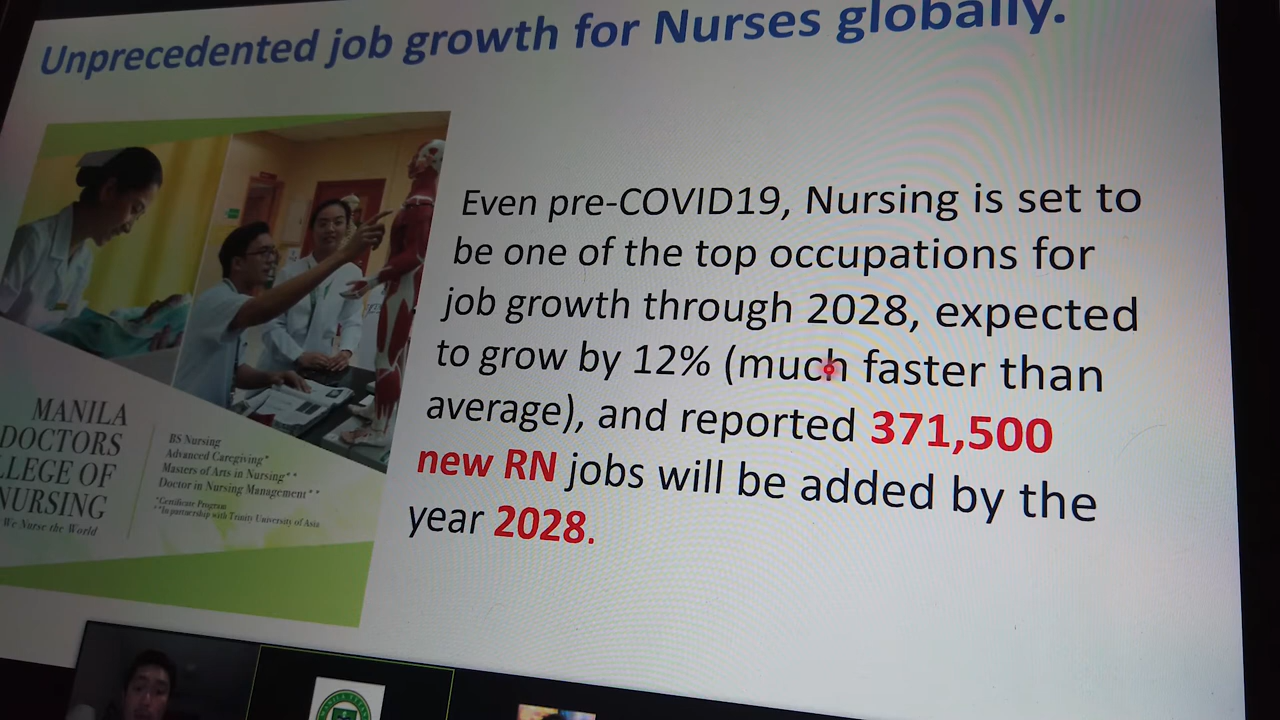 Unprecedented job growth for Nurses globally.
Even pre-COVID19, Nursing is set to
be one of the top occupations for
job growth through 2028, expected
to grow by 12% (much faster than
average), and reported 371,500
new RN jobs will be added by the
year 2028.
MANILA
DOCTORS
LLEGE OF
NURSING
We Nurse the World
BS Nursing
Advanced Caregiving*
Masters of Arts in Nursing**
Doctor in Nursing Management**
*Certificate Program
**In partnership with Trinity University of Asia